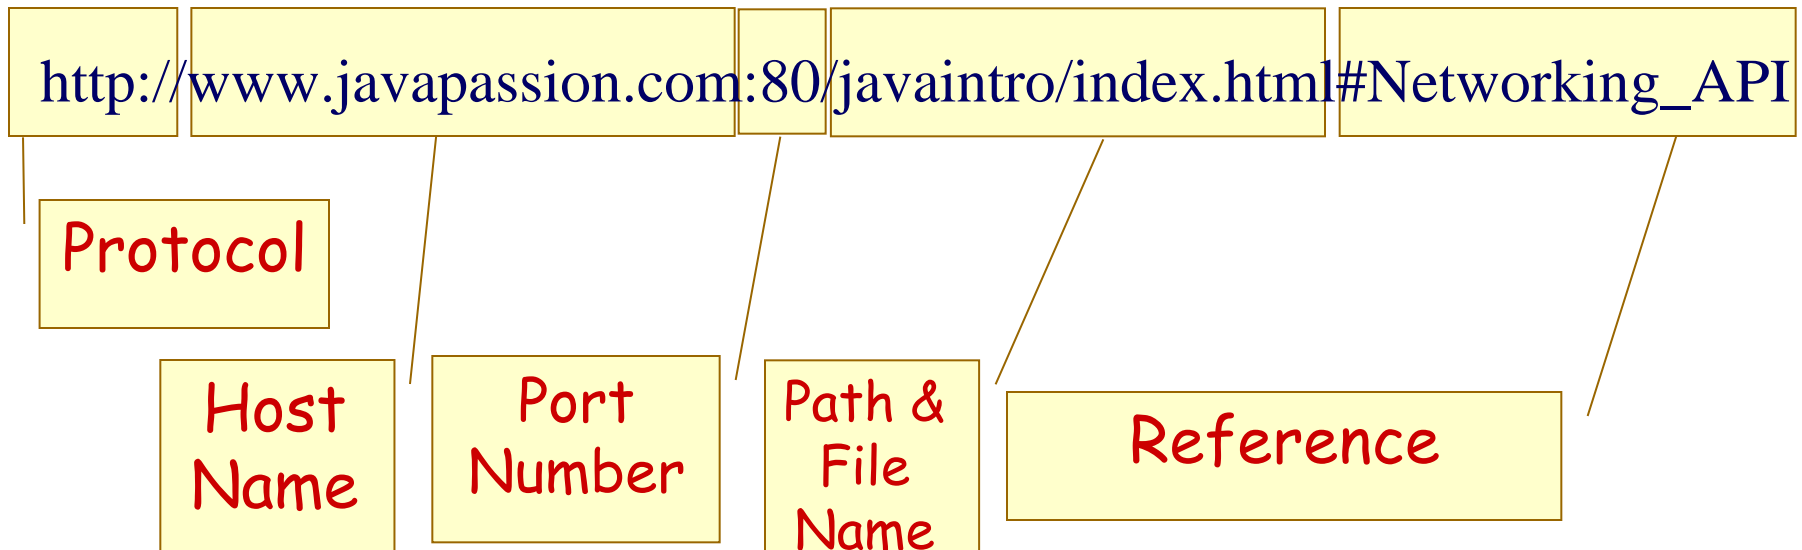 http://www.javapassion.com:80/javaintro/index.html#Networking_API
Protocol
Host
Name
Port
Number
Path &
File
Name
Reference